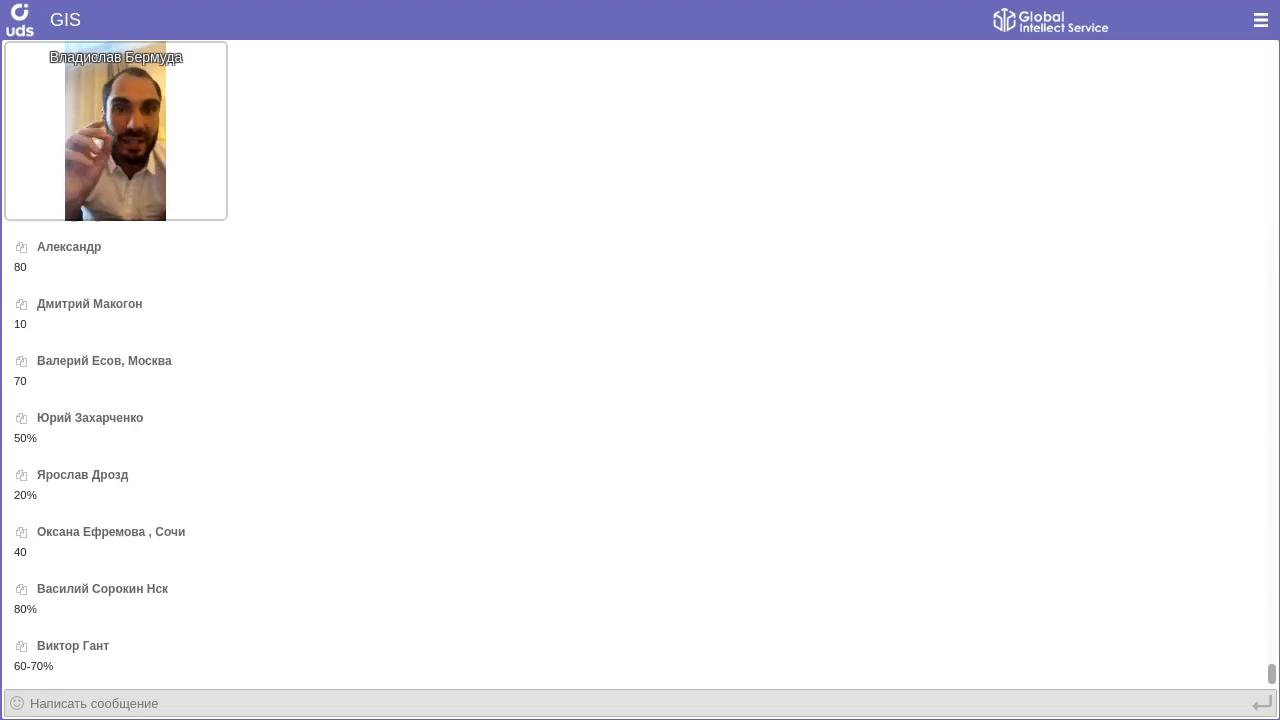 uds
GIS
Global
Intellect Service
Владислав Бермуда
Александр
80
Дмитрий Макогон
10
Валерий Есов, Москва
70
Юрий Захарченко
50%
Ярослав Дрозд
20%
Оксана Ефремова , Сочи
40
Василий Сорокин Нск
80%
Виктор Гант
60-70%
Написать сообщение